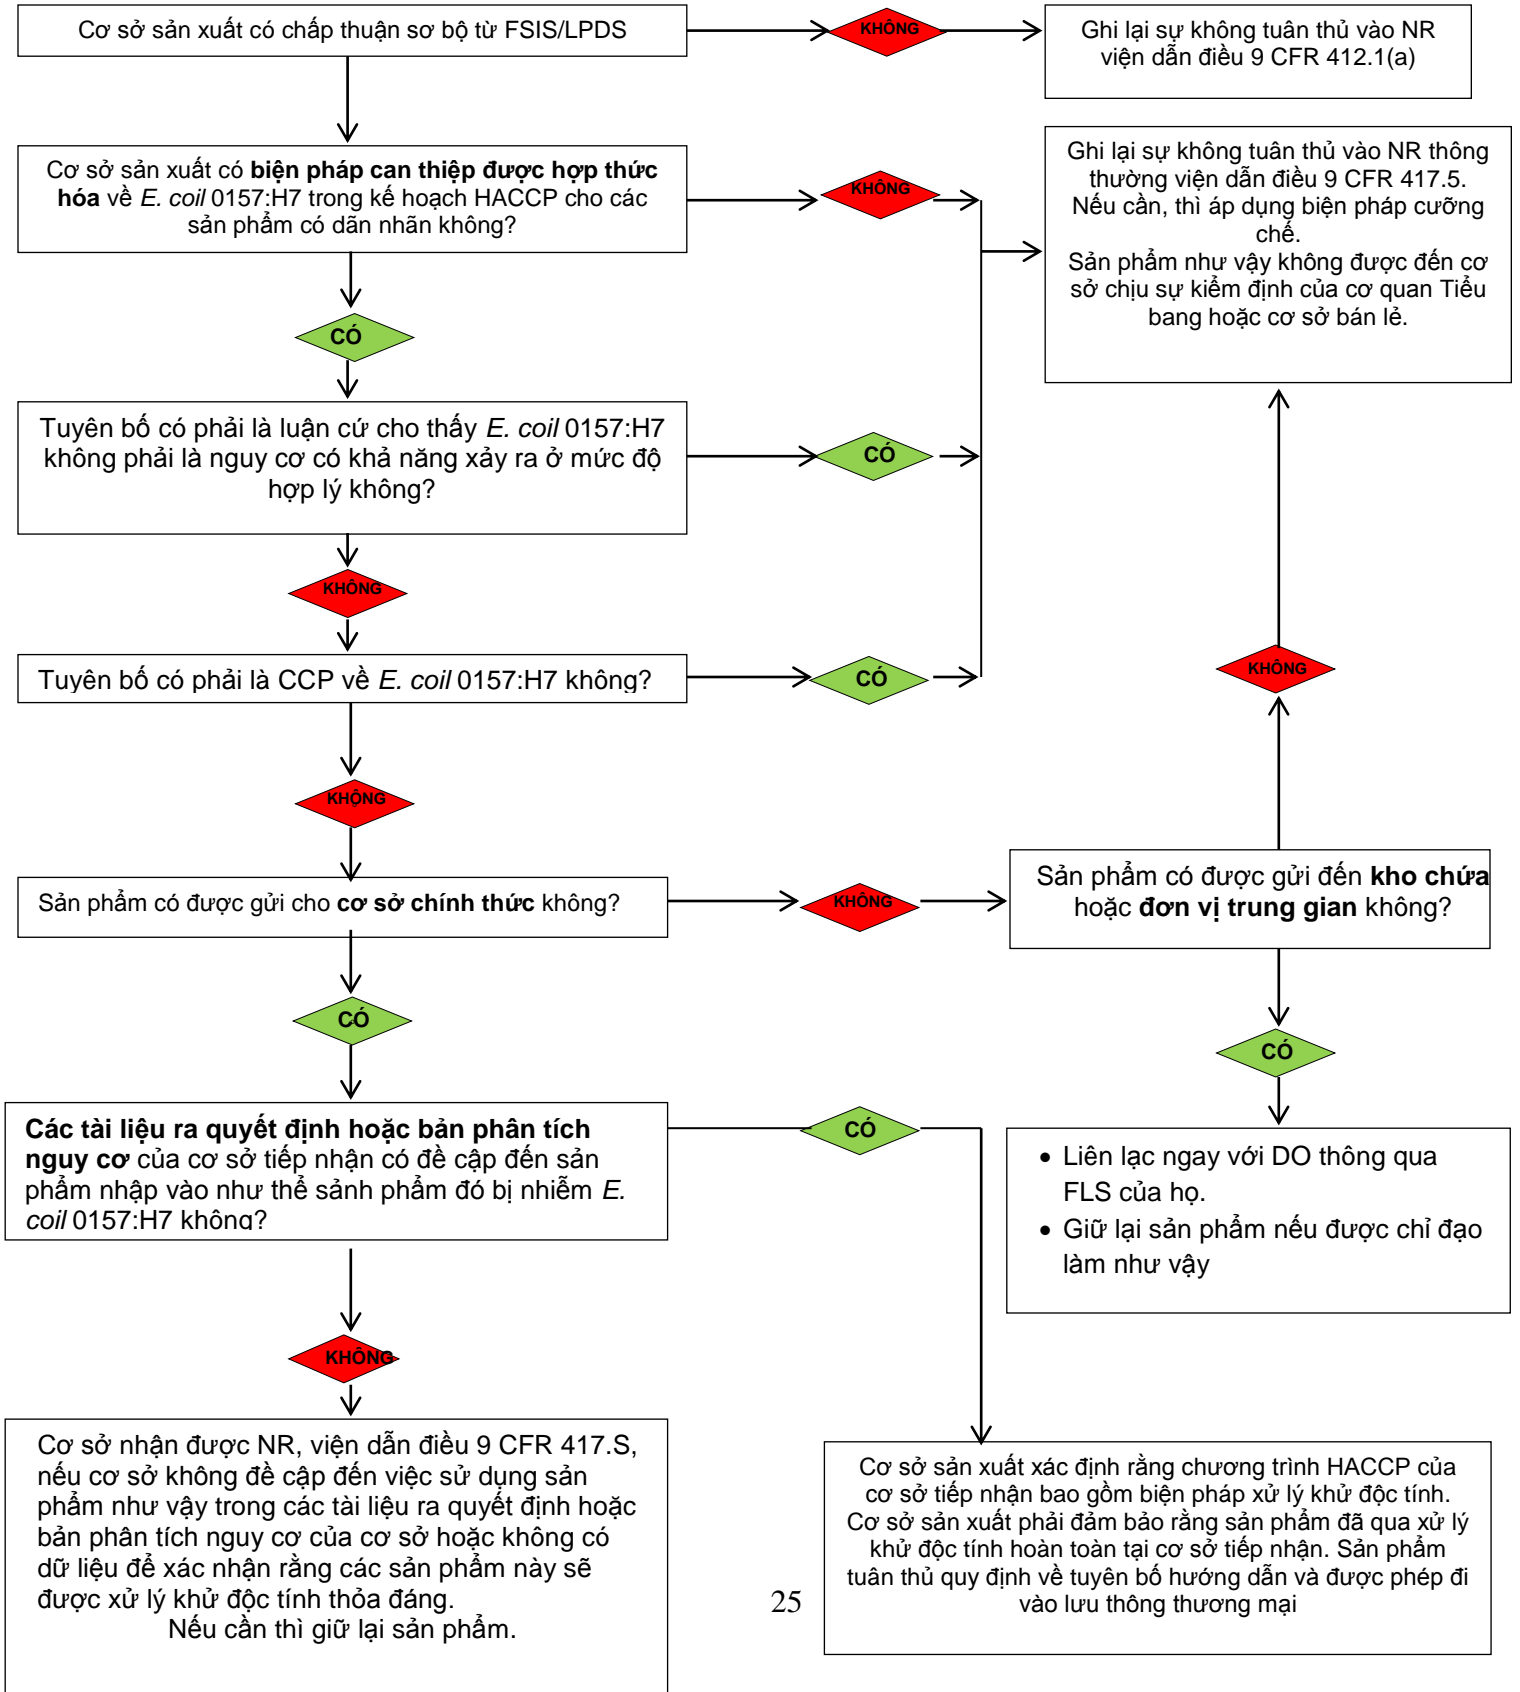 Cơ sở sản xuất có chấp thuận sơ bộ từ FSIS/LPDS
KHÔNG
Ghi lại sự không tuân thủ vào NR
viện dẫn điều 9 CFR 412.1(a)
Cơ sở sản xuất có biện pháp can thiệp được hợp thức
hóa về E. coil 0157:H7 trong kế hoạch HACCP cho các
sản phẩm có dãn nhãn không?
KHÔNG
Ghi lại sự không tuân thủ vào NR thông
thường viện dẫn điều 9 CFR 417.5.
Nếu cần, thì áp dụng biện pháp cưỡng
chế.
Sản phẩm như vậy không được đến cơ
sở chịu sự kiểm định của cơ quan Tiểu
bang hoặc cơ sở bán lẻ.
CÓ
Tuyên bố có phải là luận cứ cho thấy E. coil 0157:H7
không phải là nguy cơ có khả năng xảy ra ở mức độ
hợp lý không?
CÓ
KHÔNG
Tuyên bố có phải là CCP về E. coil 0157:H7 không?
CÓ
KHÔNG
KHỘNG
Sản phẩm có được gửi cho cơ sở chính thức không?
KHÔNG
Sản phẩm có được gửi đến kho chứa
hoặc đơn vị trung gian không?
CÓ
CÓ
Các tài liệu ra quyết định hoặc bản phân tích
nguy cơ của cơ sở tiếp nhận có đề cập đến sản
phẩm nhập vào như thể sảnh phẩm đó bị nhiễm E.
coil 0157:H7 không?
CÓ
• Liên lạc ngay với DO thông qua
FLS của họ.
• Giữ lại sản phẩm nếu được chỉ đạo
làm như vậy
KHÔNG
Cơ sở nhận được NR, viện dẫn điều 9 CFR 417.S,
nếu cơ sở không đề cập đến việc sử dụng sản
phẩm như vậy trong các tài liệu ra quyết định hoặc
bản phân tích nguy cơ của cơ sở hoặc không có
dữ liệu để xác nhận rằng các sản phẩm này sẽ
được xử lý khử độc tính thỏa đáng.
Nếu cần thì giữ lại sản phẩm.
Cơ sở sản xuất xác định rằng chương trình HACCP của
cơ sở tiếp nhận bao gồm biện pháp xử lý khử độc tính.
Cơ sở sản xuất phải đảm bảo rằng sản phẩm đã qua xử lý
khử độc tính hoàn toàn tại cơ sở tiếp nhận. Sản phẩm
tuân thủ quy định về tuyên bố hướng dẫn và được phép đi
vào lưu thông thương mại
25